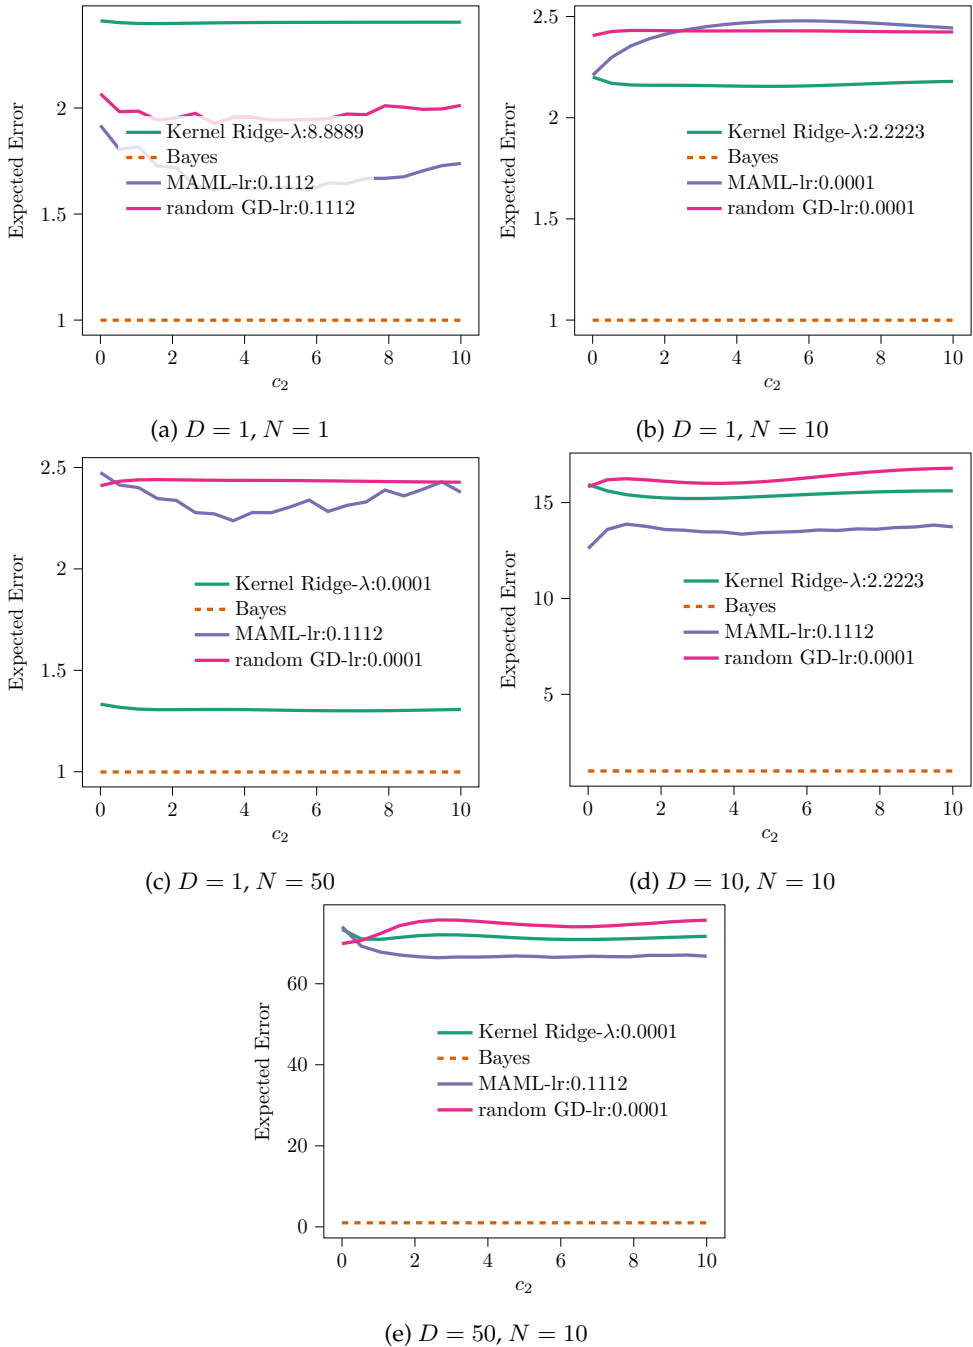 Expected Error
2
1.5
1
Kernel Ridge-λ:8.8889
Bayes
MAML-lr:0.1112
random GD-lr:0.1112
0 2 4 6 8 10
c₂
(a) D = 1, N = 1
Expected Error
2.5
2
1.5
1
Kernel Ridge-λ:2.2223
Bayes
MAML-lr:0.0001
random GD-lr:0.0001
0 2 4 6 8 10
c₂
(b) D = 1, N = 10
Expected Error
2.5
2
1.5
1
Kernel Ridge-λ:0.0001
Bayes
MAML-lr:0.1112
random GD-lr:0.0001
0 2 4 6 8 10
c₂
(c) D = 1, N = 50
Expected Error
15
10
5
Kernel Ridge-λ:2.2223
Bayes
MAML-lr:0.1112
random GD-lr:0.0001
0 2 4 6 8 10
c₂
(d) D = 10, N = 10
Expected Error
60
40
20
0
Kernel Ridge-λ:0.0001
Bayes
MAML-lr:0.1112
random GD-lr:0.0001
0 2 4 6 8 10
c₂
(e) D = 50, N = 10